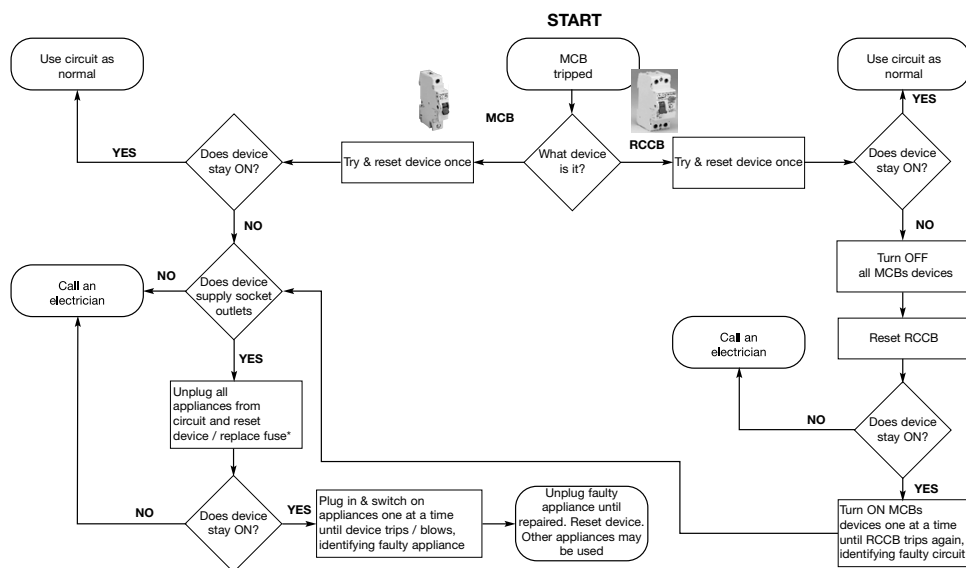 START
Use circuit as
normal
MCB
tripped
Use circuit as
normal
MCB
RCCB
YES
YES
Does device
stay ON?
Try & reset device once
What device
is it?
Try & reset device once
Does device
stay ON?
NO
NO
Turn OFF
all MCBs devices
Call an
electrician
NO
Does device
supply socket
outlets
Reset RCCB
Call an
electrician
YES
Unplug all
appliances from
circuit and reset
device / replace fuse*
NO
Does device
stay ON?
YES
NO
Does device
stay ON?
YES
Plug in & switch on
appliances one at a time
until device trips / blows,
identifying faulty appliance
Unplug faulty
appliance until
repaired. Reset device.
Other appliances may
be used
Turn ON MCBs
devices one at a time
until RCCB trips again,
identifying faulty circuit